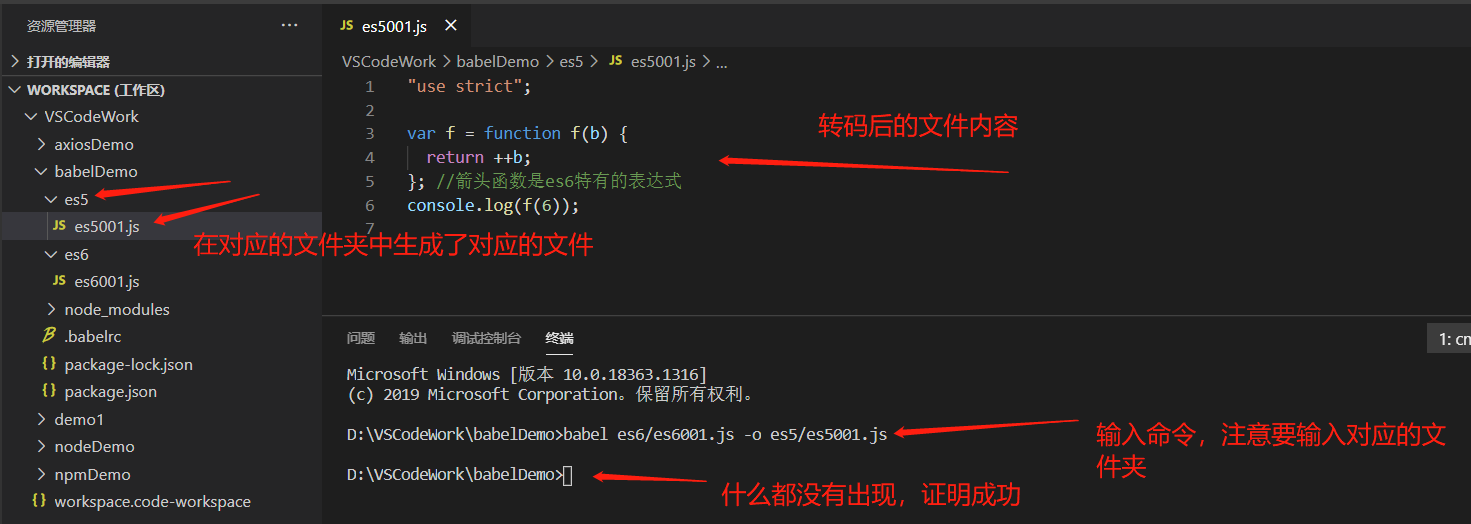 资源管理器
···
打开的编辑器
WORKSPACE (工作区)
VSCodeWork
axiosDemo
babelDemo
es5
JS es5001.js
es6
JS es6001.js
node_modules
.babelrc
{} package-lock.json
{} package.json
demo1
nodeDemo
npmDemo
{} workspace.code-workspace
在对应的文件夹中生成了对应的文件
JS es5001.js ×
VSCodeWork > babelDemo > es5 > JS es5001.js > ...
1 "use strict";
2
3 var f = function f(b) {
4 return ++b;
5 }; //箭头函数是es6特有的表达式
6 console.log(f(6));
7
转码后的文件内容
问题 输出 调试控制台 终端
1: cm
Microsoft Windows [版本 10.0.18363.1316]
(c) 2019 Microsoft Corporation。保留所有权利。
D:\VSCodeWork\babelDemo>babel es6/es6001.js -o es5/es5001.js
D:\VSCodeWork\babelDemo>
输入命令，注意要输入对应的文
件夹
什么都没有出现，证明成功